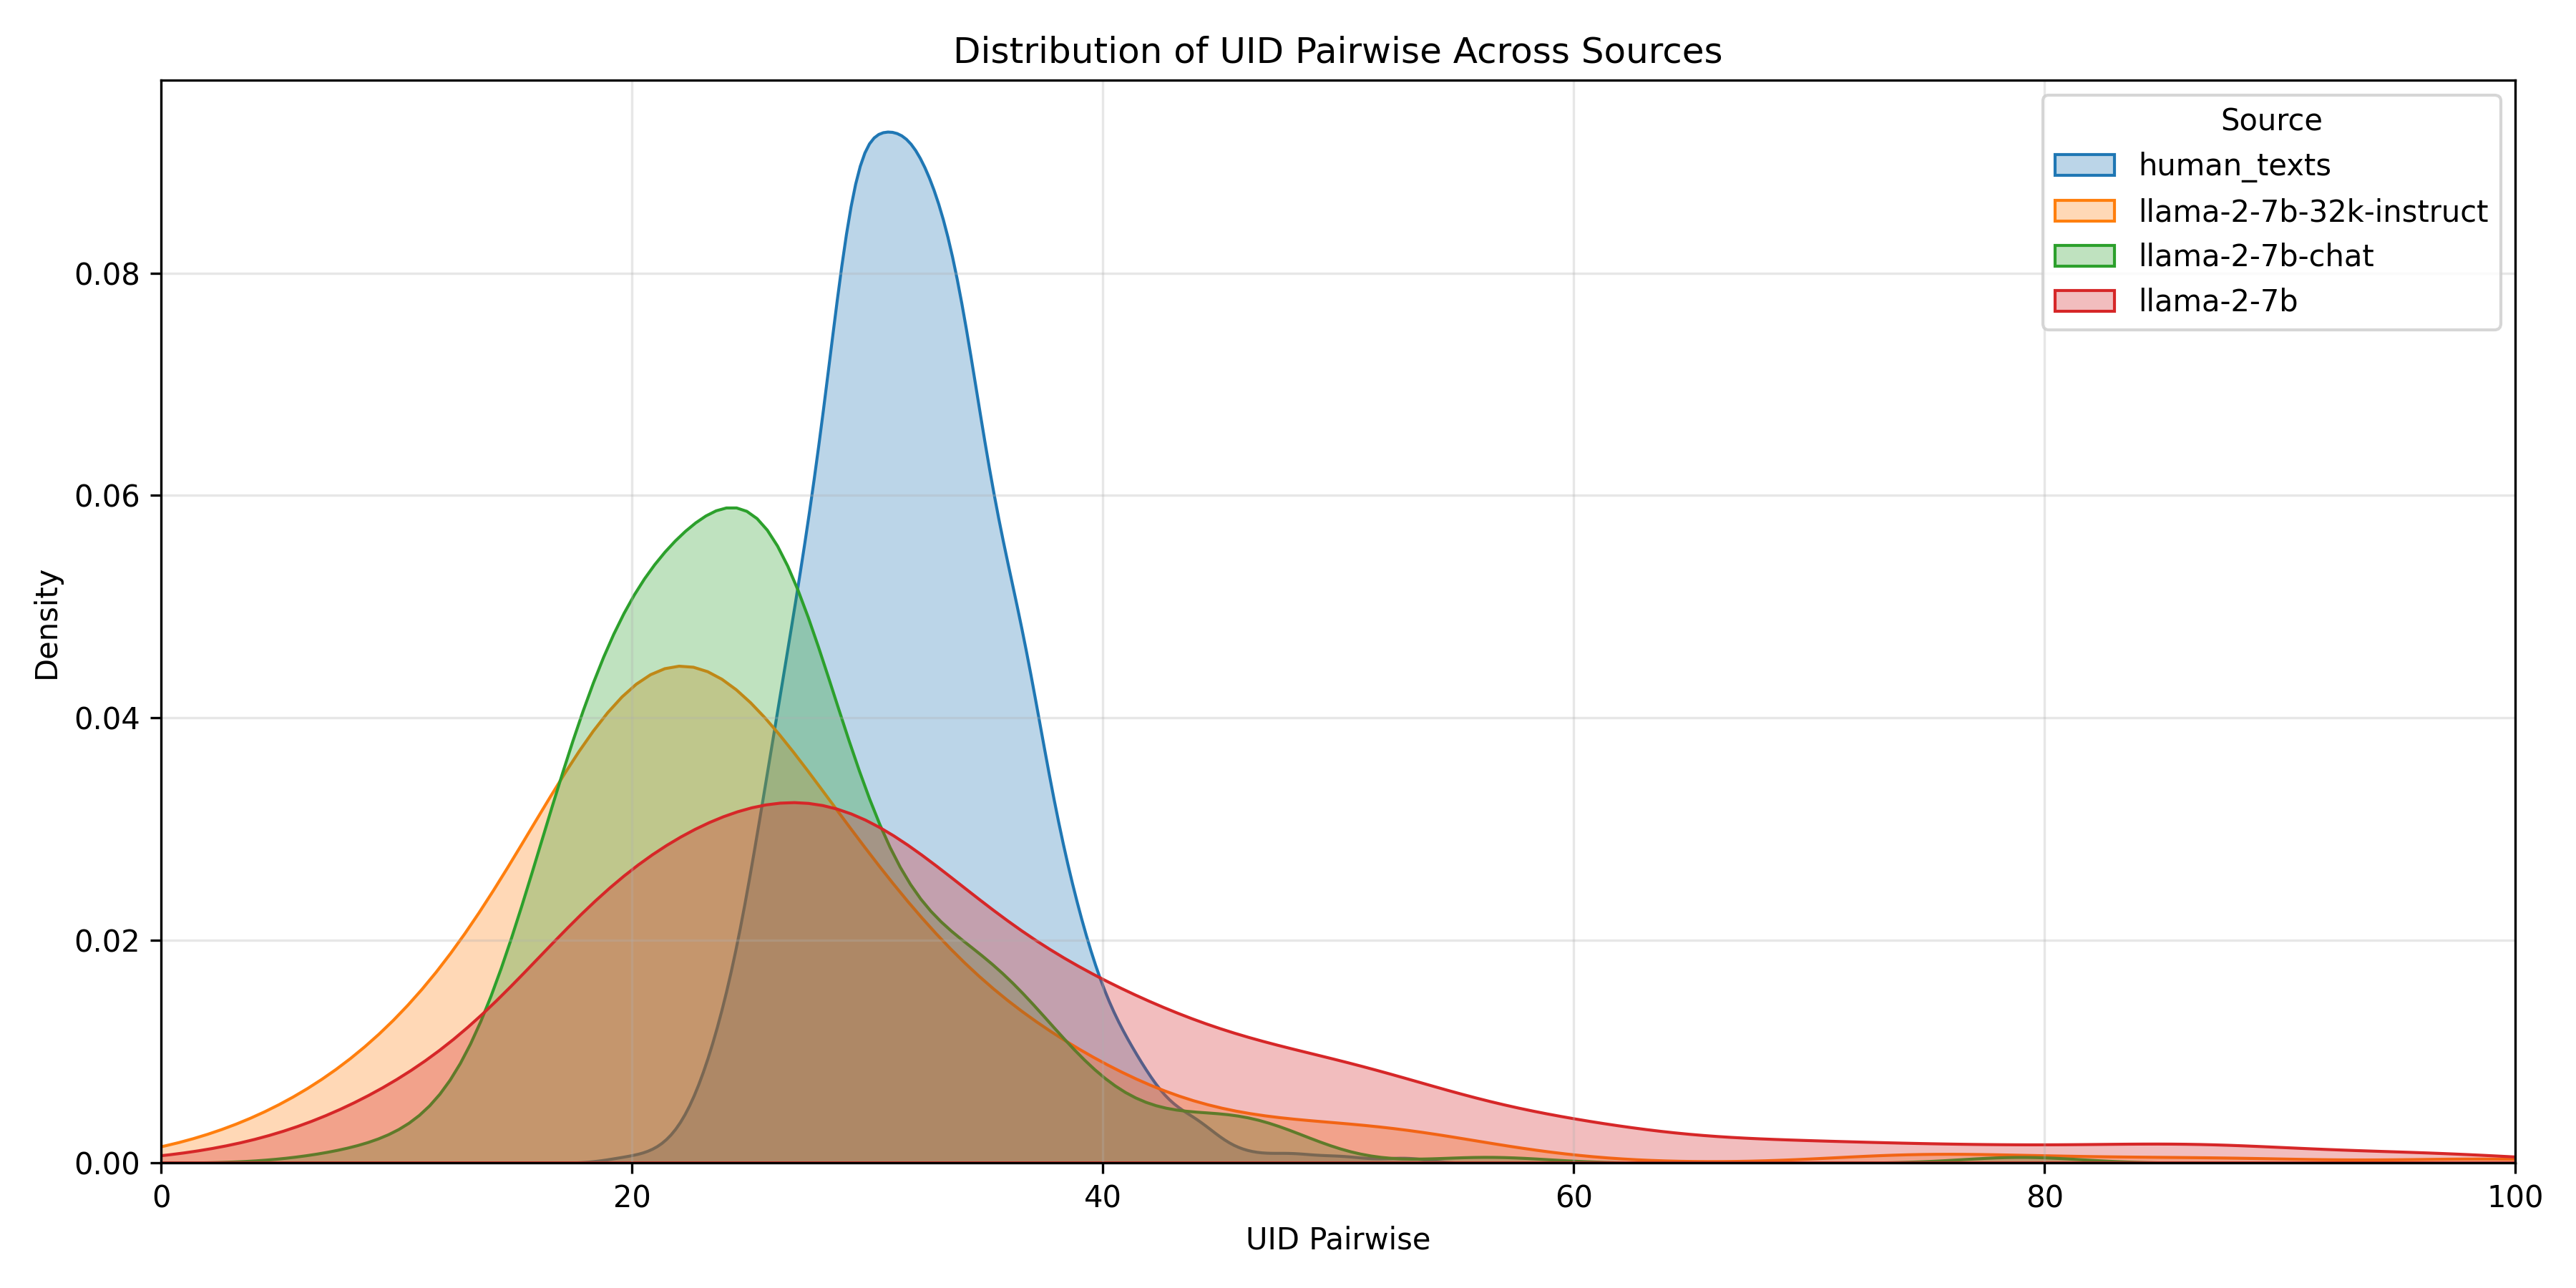 Distribution of UID Pairwise Across Sources
Source
human_texts
llama-2-7b-32k-instruct
llama-2-7b-chat
llama-2-7b
Density
0.08
0.06
0.04
0.02
0.00
0 20 40 60 80 100
UID Pairwise